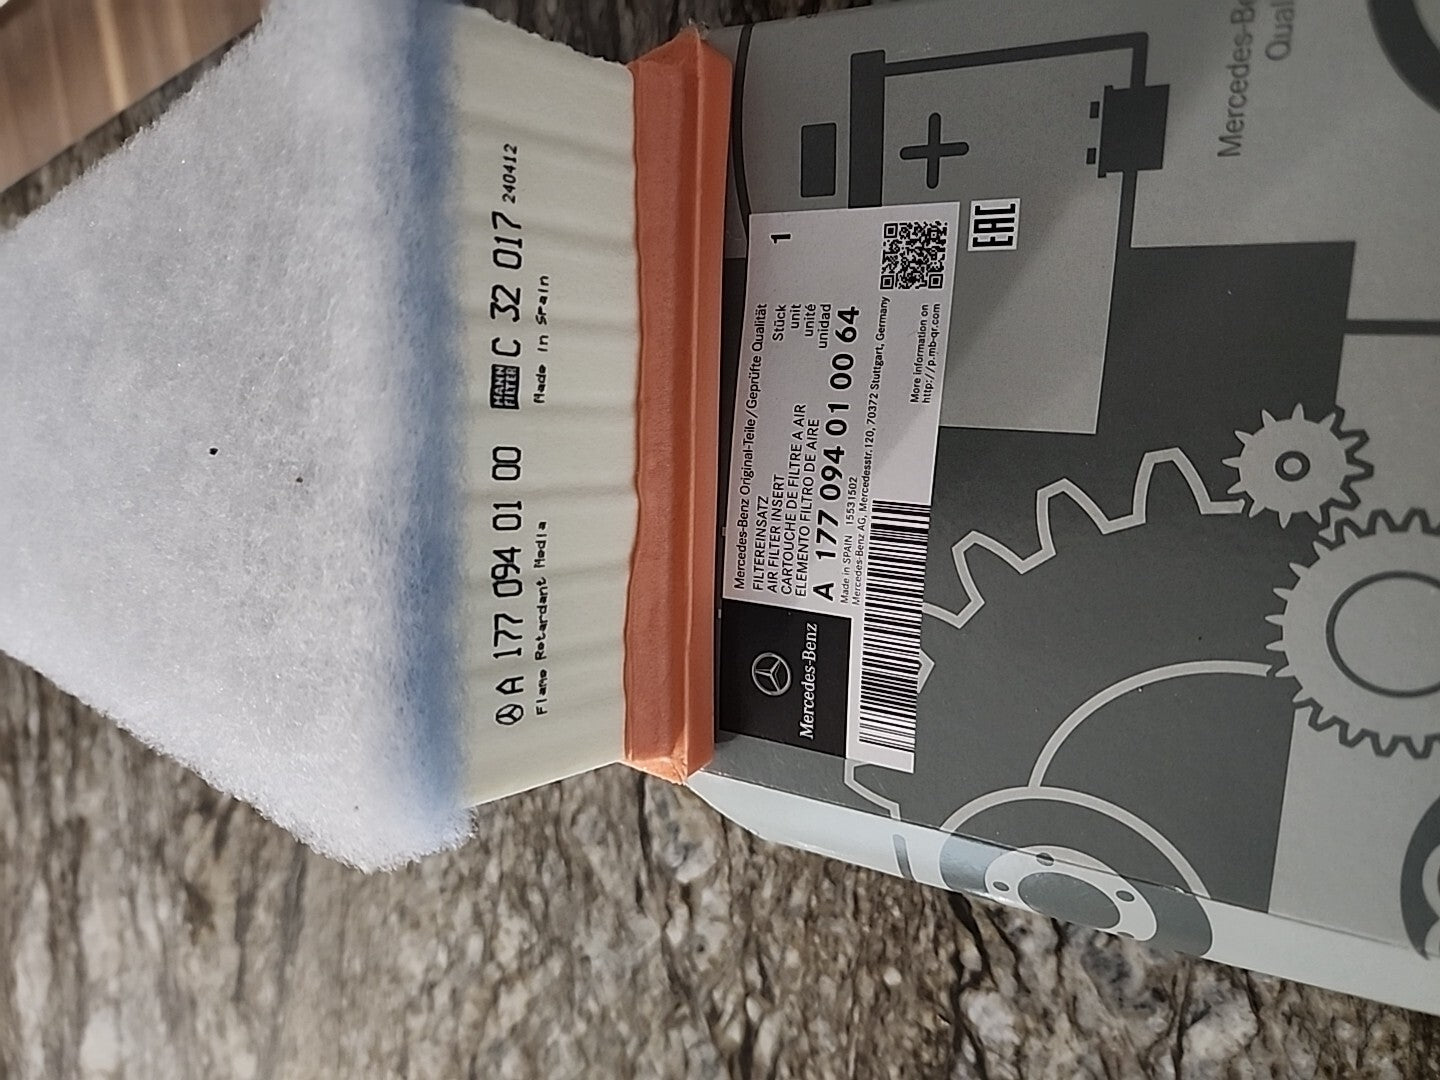 A 177 094 01 00 MANN FILTER C 32 017 240412
Flame Retardant Media Made in Spain
Mercedes-Benz Original-Teile/Geprüfte Qualität 1
FILTEREINSATZ Stück
AIR FILTER INSERT unit
CARTOUCHE DE FILTRE A AIR unité
ELEMENTO FILTRO DE AIRE unidad
A 177 094 01 00 64
Made in SPAIN 15531502
Mercedes-Benz AG, Mercedesstr.120, 70372 Stuttgart, Germany
More information on
http://p.mb-qr.com
Mercedes-Benz
EAC
Mercedes-Be
Qual